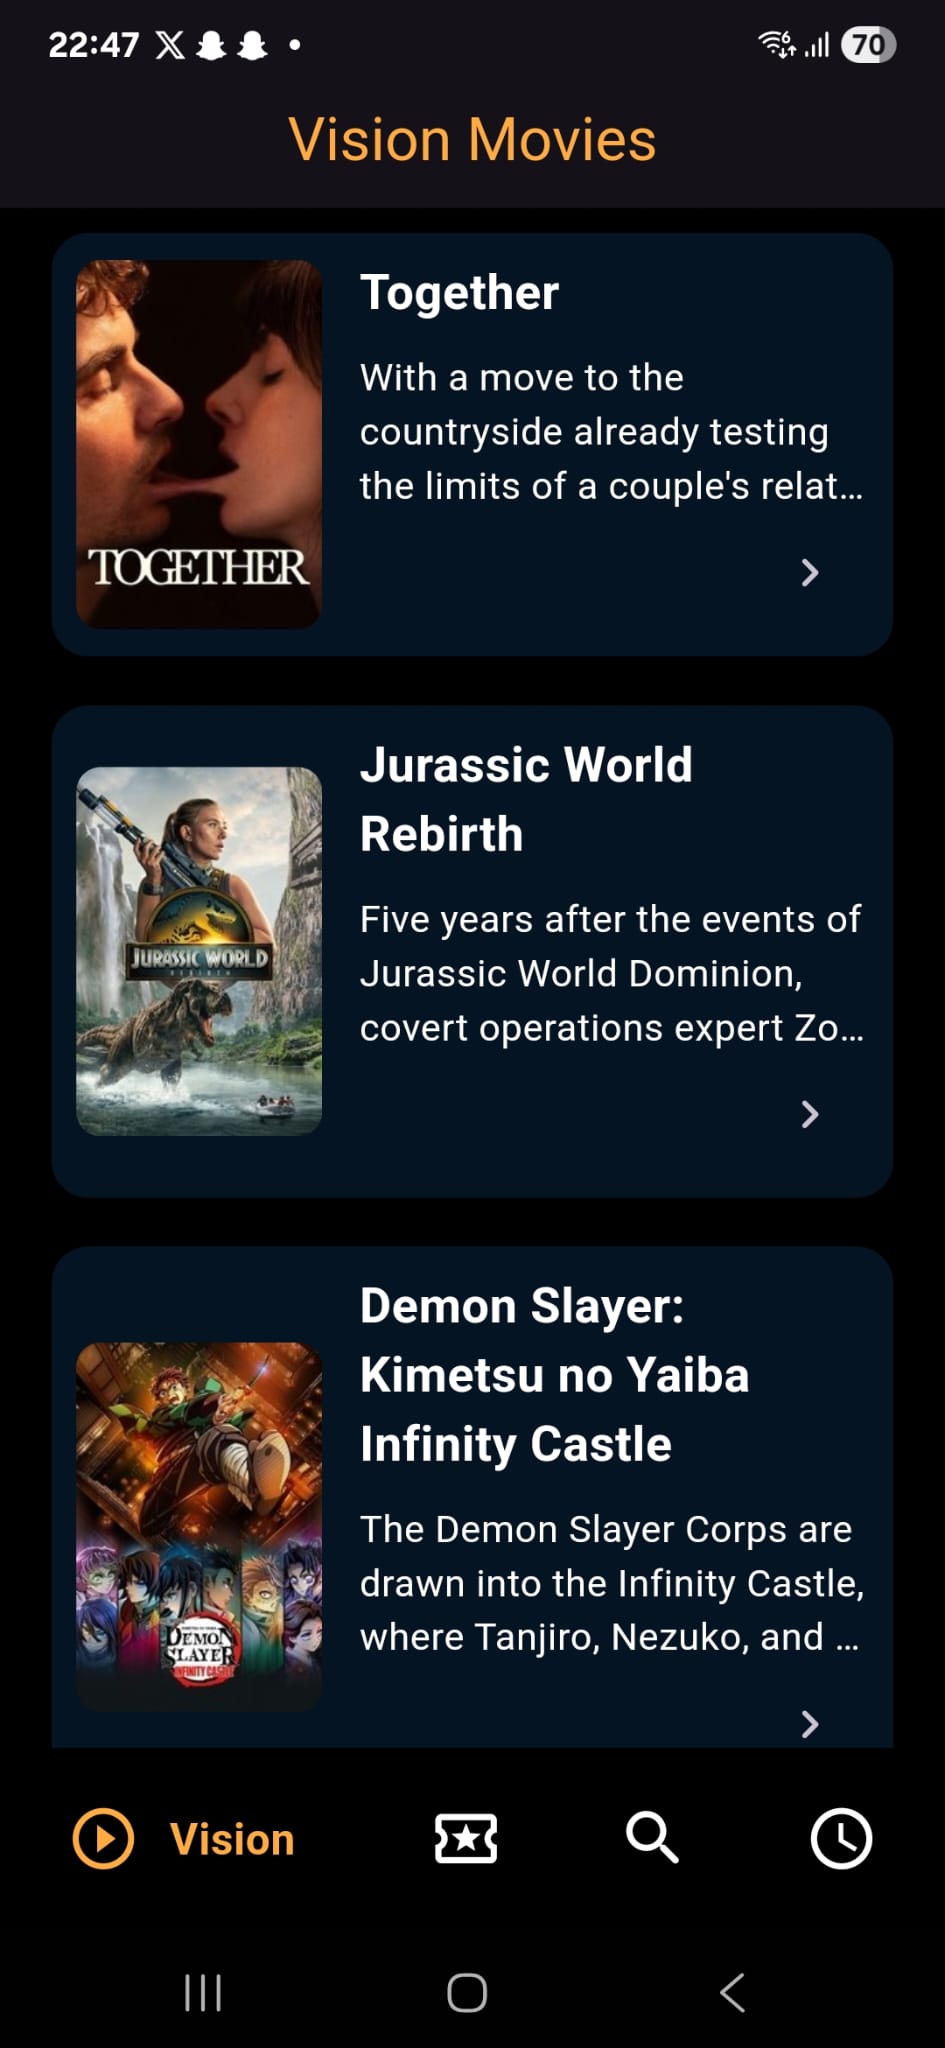 22:47
6
70
Vision Movies
Together
With a move to the
countryside already testing
the limits of a couple's relat...
TOGETHER
Jurassic World
Rebirth
JURASSIC WORLD
REBIRTH
Five years after the events of
Jurassic World Dominion,
covert operations expert Zo...
Demon Slayer:
Kimetsu no Yaiba
Infinity Castle
The Demon Slayer Corps are
drawn into the Infinity Castle,
where Tanjiro, Nezuko, and ...
DEMON
SLAYER
INFINITY CASTLE
Vision